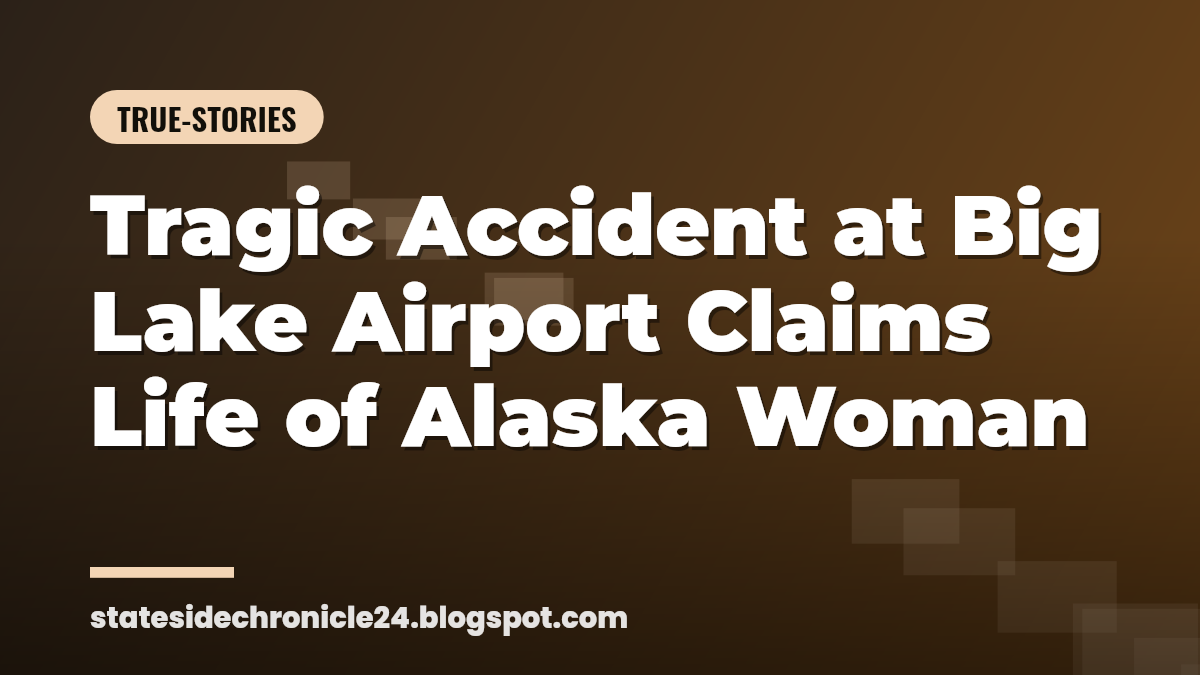 TRUE-STORIES
Tragic Accident at Big
Lake Airport Claims
Life of Alaska Woman
statesidechronicle24.blogspot.com